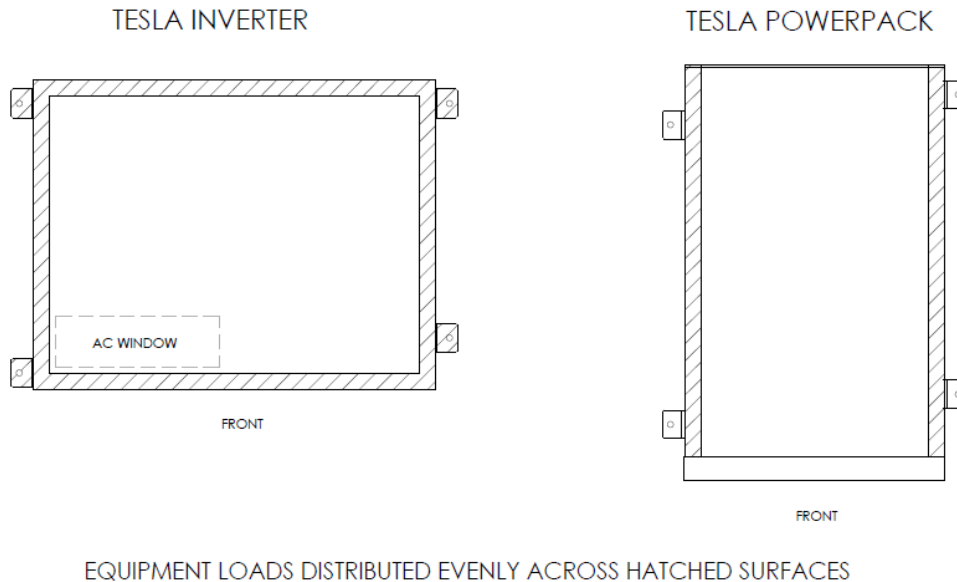 TESLA INVERTER
TESLA POWERPACK
AC WINDOW
FRONT
FRONT
EQUIPMENT LOADS DISTRIBUTED EVENLY ACROSS HATCHED SURFACES